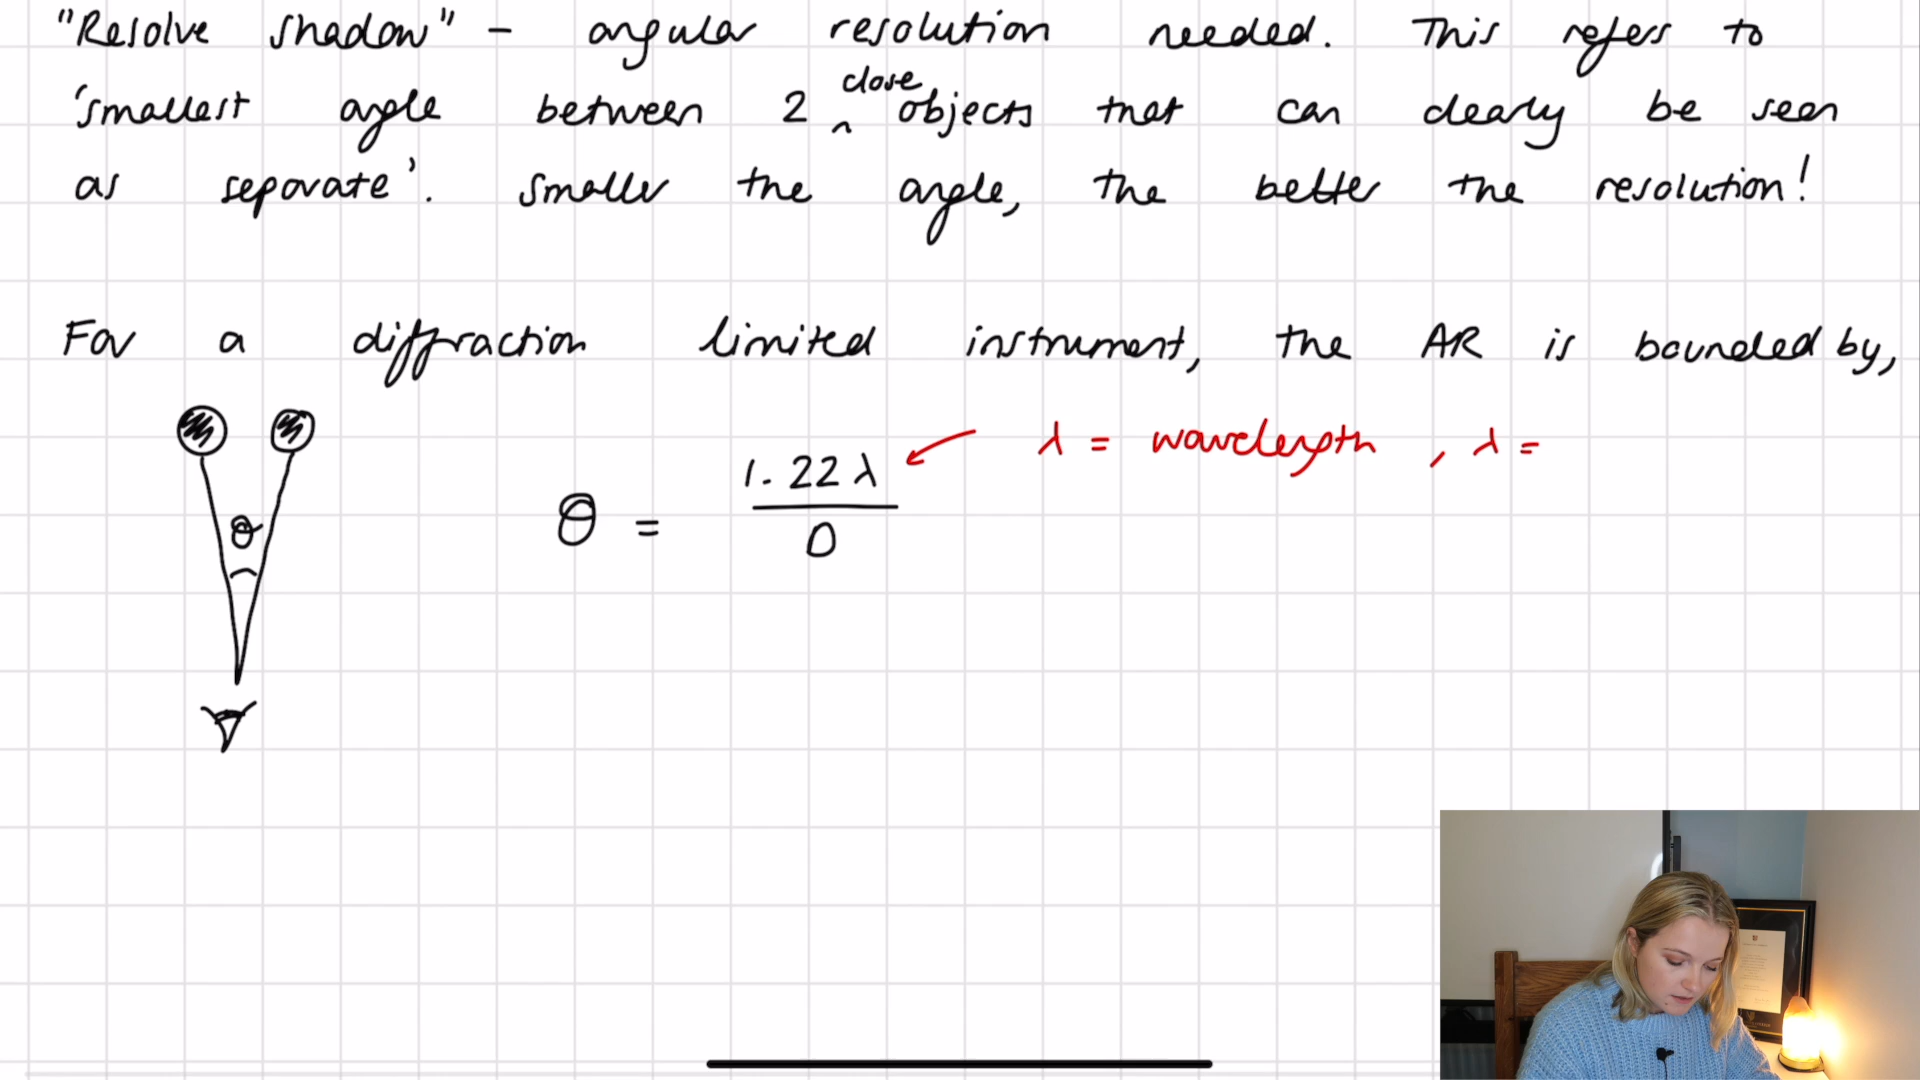 "Resolve shadow" - angular resolution needed. This refers to
'smallest angle between 2 close objects that can clearly be seen
as separate'. Smaller the angle, the better the resolution!
For a diffraction limited instrument, the AR is bounded by,
θ
θ = 1.22 λ / D
λ = wavelength , λ =